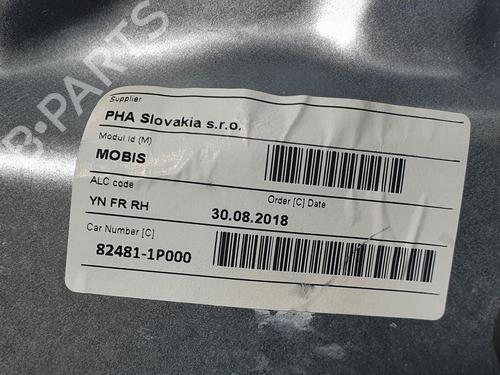 B-PARTS
Supplier
PHA Slovakia s.r.o.
Modul Id (M)
MOBIS
ALC code
Order [C] Date
YN FR RH
30.08.2018
Car Number [C]
82481-1P000